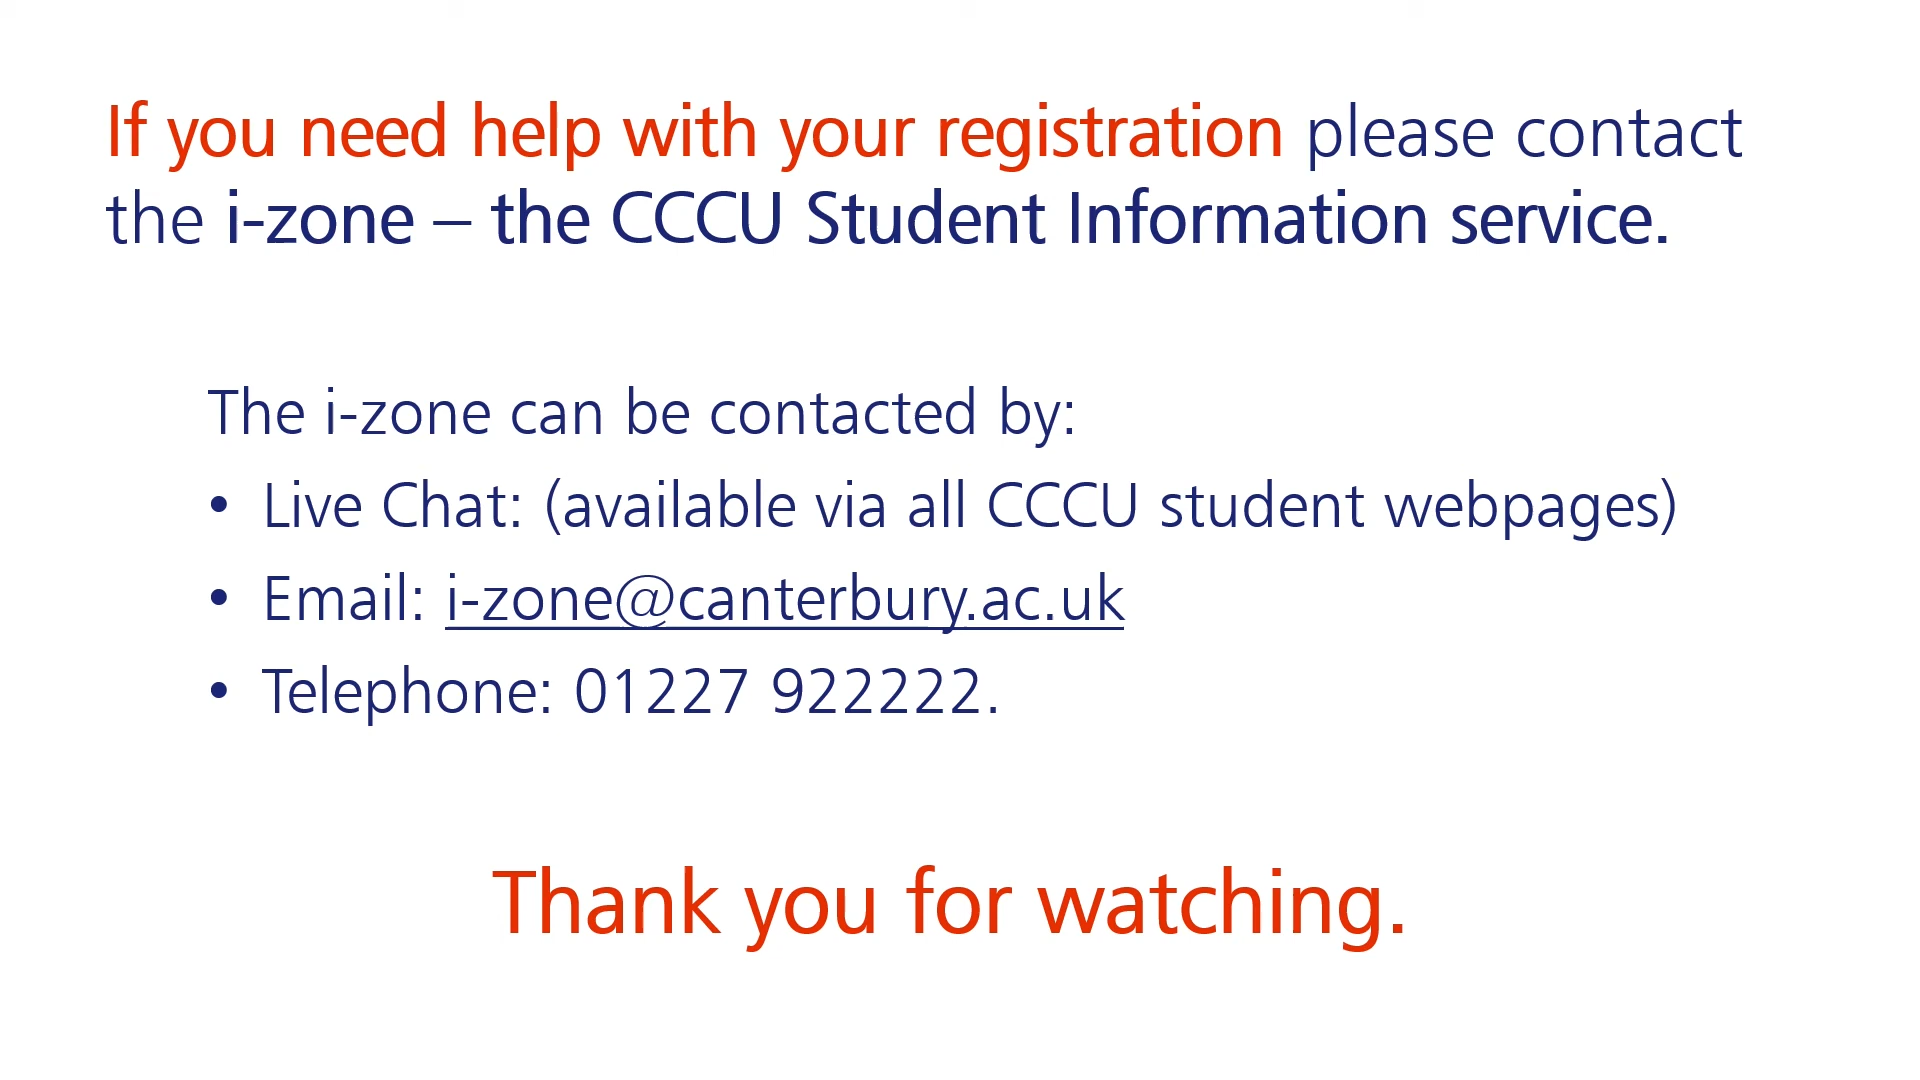 If you need help with your registration please contact
the i-zone – the CCCU Student Information service.
The i-zone can be contacted by:
• Live Chat: (available via all CCCU student webpages)
• Email: i-zone@canterbury.ac.uk
• Telephone: 01227 922222.
Thank you for watching.